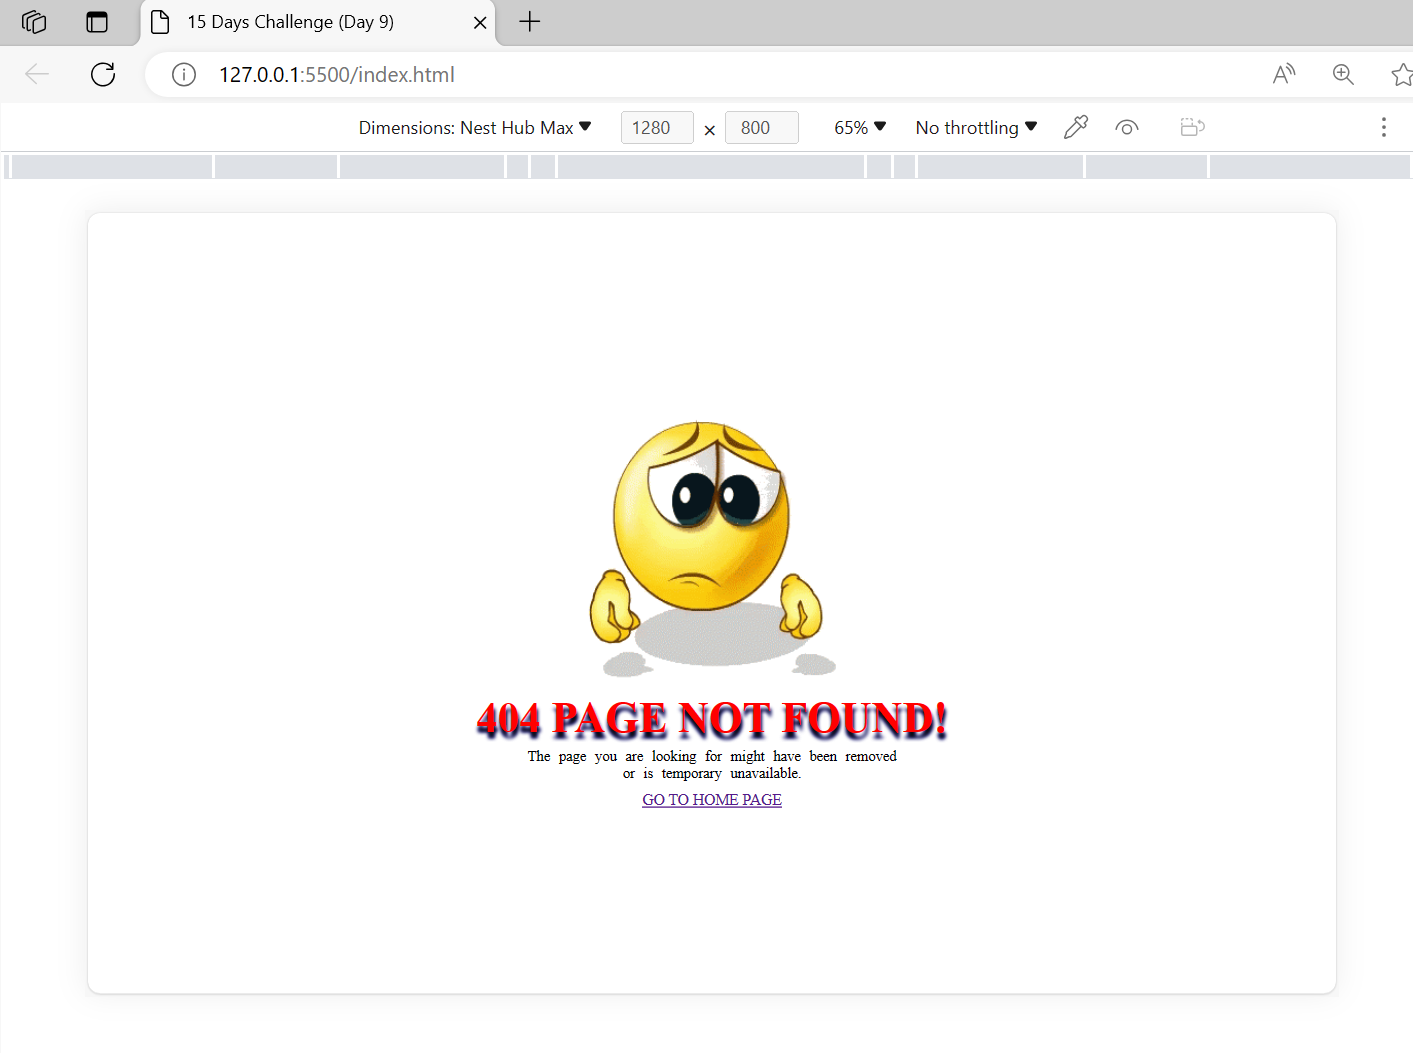 15 Days Challenge (Day 9)
127.0.0.1:5500/index.html
Dimensions: Nest Hub Max ▼ 1280 × 800 65% ▼ No throttling ▼
404 PAGE NOT FOUND!
The page you are looking for might have been removed
or is temporary unavailable.
GO TO HOME PAGE